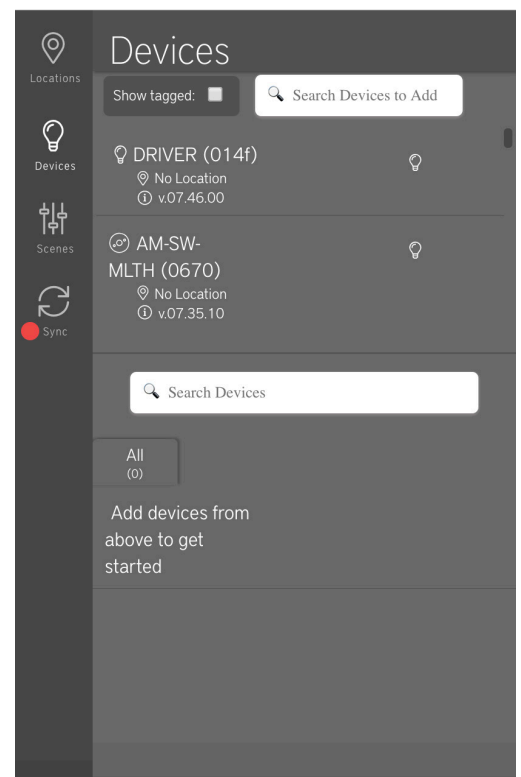 Locations
Devices
Scenes
Sync
Devices
Show tagged:
Search Devices to Add
DRIVER (014f)
No Location
v.07.46.00
AM-SW-
MLTH (0670)
No Location
v.07.35.10
Search Devices
All
(0)
Add devices from
above to get
started